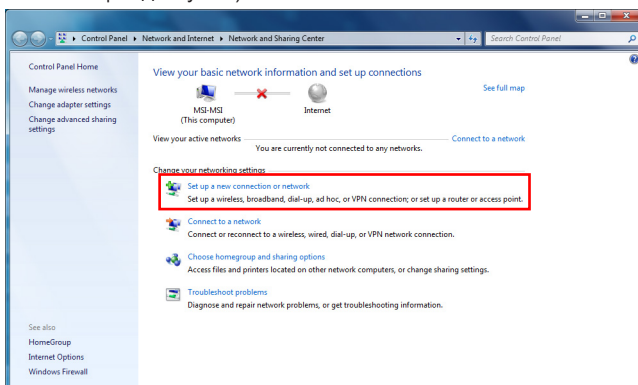 Control Panel ▸ Network and Internet ▸ Network and Sharing Center
Search Control Panel
Control Panel Home
Manage wireless networks
Change adapter settings
Change advanced sharing
settings
See also
HomeGroup
Internet Options
Windows Firewall
View your basic network information and set up connections
See full map
MSI-MSI
(This computer)
Internet
View your active networks
Connect to a network
You are currently not connected to any networks.
Change your networking settings
Set up a new connection or network
Set up a wireless, broadband, dial-up, ad hoc, or VPN connection; or set up a router or access point.
Connect to a network
Connect or reconnect to a wireless, wired, dial-up, or VPN network connection.
Choose homegroup and sharing options
Access files and printers located on other network computers, or change sharing settings.
Troubleshoot problems
Diagnose and repair network problems, or get troubleshooting information.